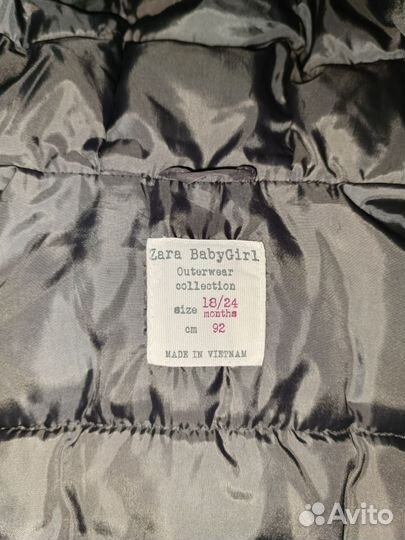 Zara BabyGirl
Outerwear
collection
size 18/24 months
cm 92
MADE IN VIETNAM
Avito